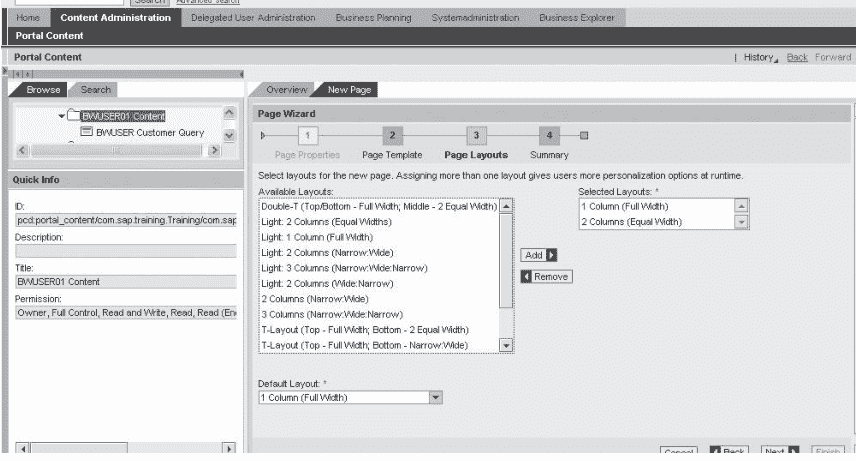 Search Advanced Search
Home Content Administration Delegated User Administration Business Planning Systemadministration Business Explorer
Portal Content
Portal Content
History Back Forward
Browse Search
BWUSER01 Content
BWUSER Customer Query
Quick Info
ID:
pcd:portal_content/com.sap.training.Training/com.sap
Description:
Title:
BWUSER01 Content
Permission:
Owner, Full Control, Read and Write, Read, Read (En
Overview New Page
Page Wizard
1 2 3 4
Page Properties Page Template Page Layouts Summary
Select layouts for the new page. Assigning more than one layout gives users more personalization options at runtime.
Available Layouts:
Double-T (Top/Bottom - Full Width; Middle - 2 Equal Width)
Light: 2 Columns (Equal Widths)
Light: 1 Column (Full Width)
Light: 2 Columns (Narrow:Wide)
Light: 3 Columns (Narrow:Wide:Narrow)
Light: 2 Columns (Wide:Narrow)
2 Columns (Narrow:Wide)
3 Columns (Narrow:Wide:Narrow)
T-Layout (Top - Full Width; Bottom - 2 Equal Width)
T-Layout (Top - Full Width; Bottom - Narrow:Wide)
Add
Remove
Selected Layouts: *
1 Column (Full Width)
2 Columns (Equal Width)
Default Layout: *
1 Column (Full Width)
Cancel Back Next Finish